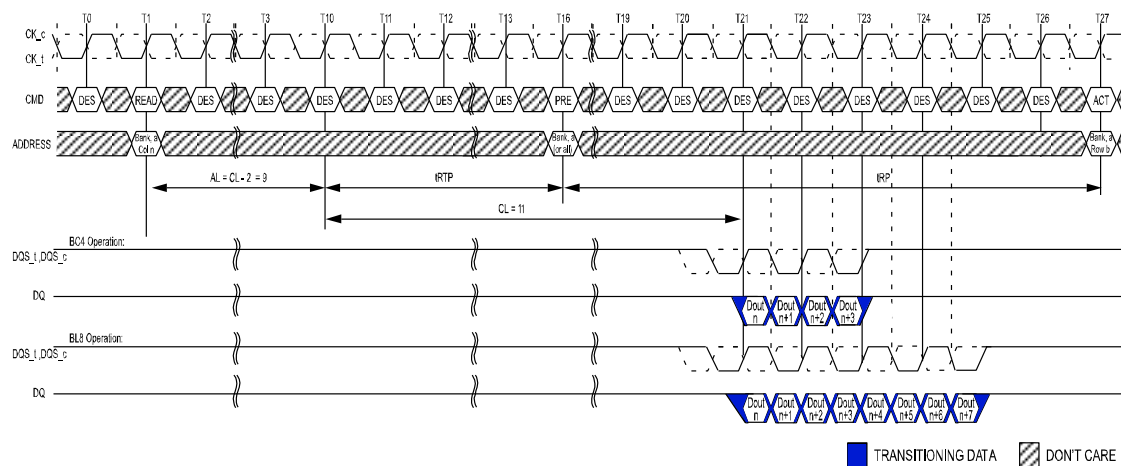 T0 T1 T2 T3 T10 T11 T12 T13 T16 T19 T20 T21 T22 T23 T24 T25 T26 T27
CK_c
CK_t
CMD DES READ DES DES DES DES DES DES PRE DES DES DES DES DES DES DES DES ACT
ADDRESS Bank, a Col n Bank, a (or all) Bank, a Row b
AL = CL - 2 = 9 tRTP tRP
CL = 11
BC4 Operation:
DQS_t ,DQS_c
DQ Dout n Dout n+1 Dout n+2 Dout n+3
BL8 Operation:
DQS_t ,DQS_c
DQ Dout n Dout n+1 Dout n+2 Dout n+3 Dout n+4 Dout n+5 Dout n+6 Dout n+7
TRANSITIONING DATA DON'T CARE